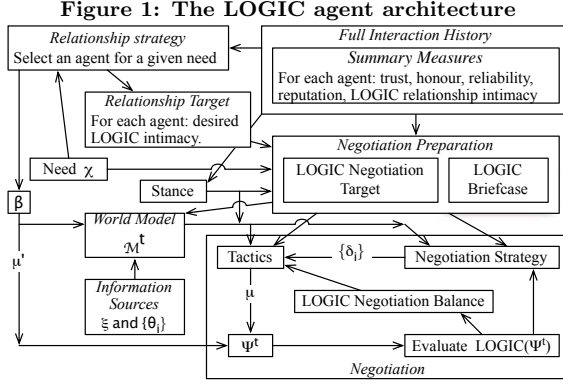 Figure 1: The LOGIC agent architecture
Relationship strategy
Select an agent for a given need
Full Interaction History
Summary Measures
For each agent: trust, honour, reliability,
reputation, LOGIC relationship intimacy
Relationship Target
For each agent: desired
LOGIC intimacy.
Negotiation Preparation
LOGIC Negotiation
Target
LOGIC
Briefcase
Need χ
Stance
β
World Model
M^t
μ'
Information
Sources
ξ and {θ_i}
Tactics
{δ_i}
Negotiation Strategy
μ
LOGIC Negotiation Balance
Ψ^t
Evaluate LOGIC(Ψ^t)
Negotiation